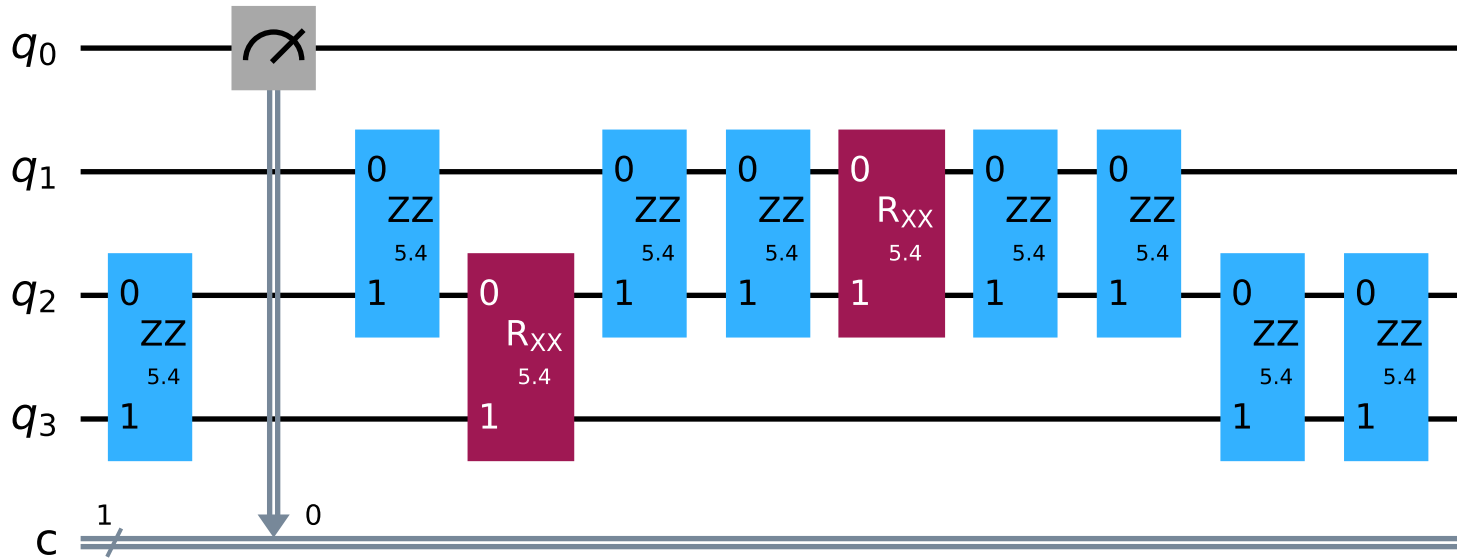 q0
q1 0 0 0 0 0 0
ZZ ZZ ZZ RXX ZZ ZZ
5.4 5.4 5.4 5.4 5.4 5.4
q2 0 1 0 1 1 1 1 1 0 0
ZZ RXX ZZ ZZ
5.4 5.4 5.4 5.4
q3 1 1 1 1
1 0
c